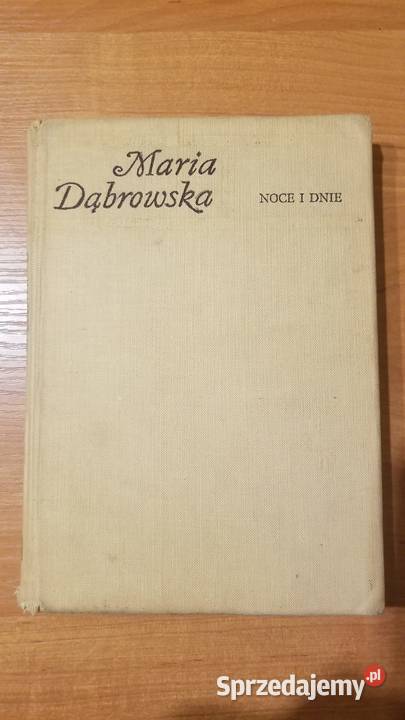 Maria
Dąbrowska
NOCE I DNIE
Sprzedajemy.pl